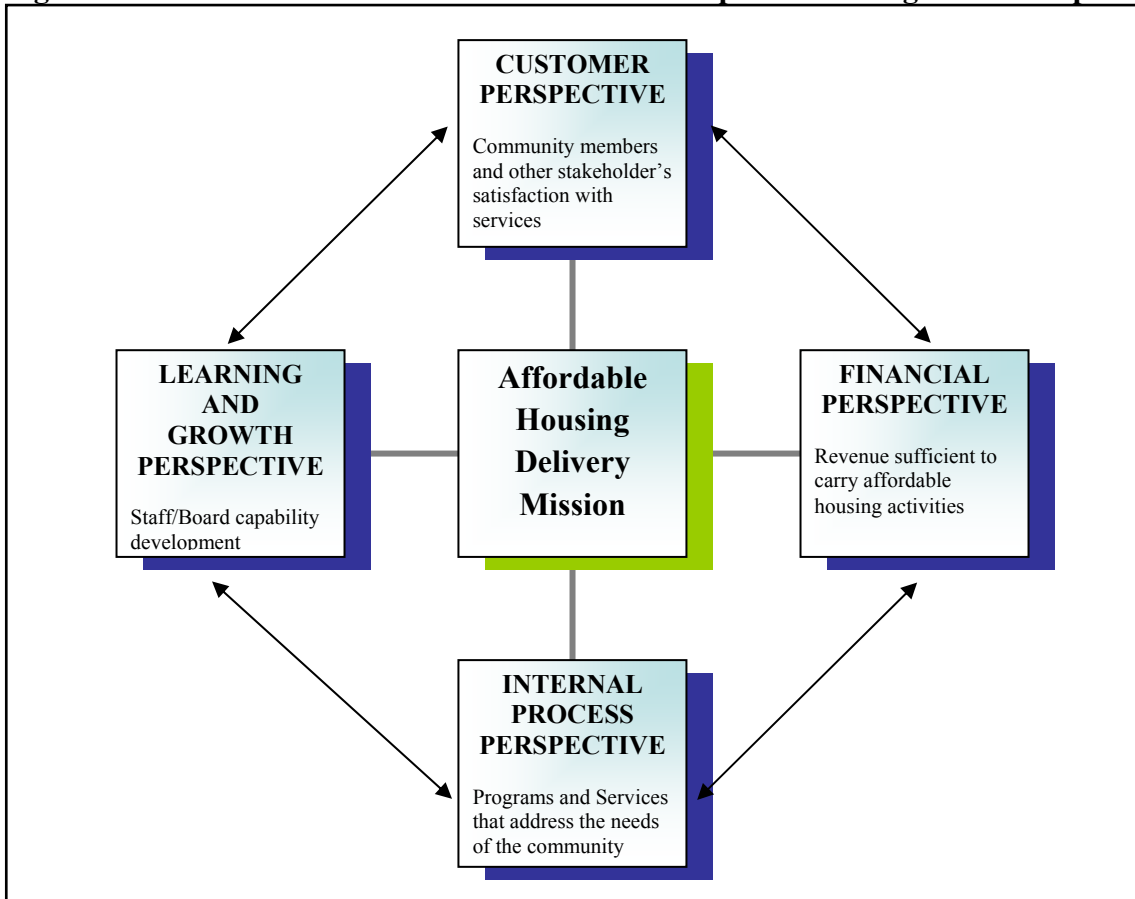 CUSTOMER
PERSPECTIVE
Community members
and other stakeholder’s
satisfaction with
services
LEARNING
AND
GROWTH
PERSPECTIVE
Staff/Board capability
development
Affordable
Housing
Delivery
Mission
FINANCIAL
PERSPECTIVE
Revenue sufficient to
carry affordable
housing activities
INTERNAL
PROCESS
PERSPECTIVE
Programs and Services
that address the needs
of the community